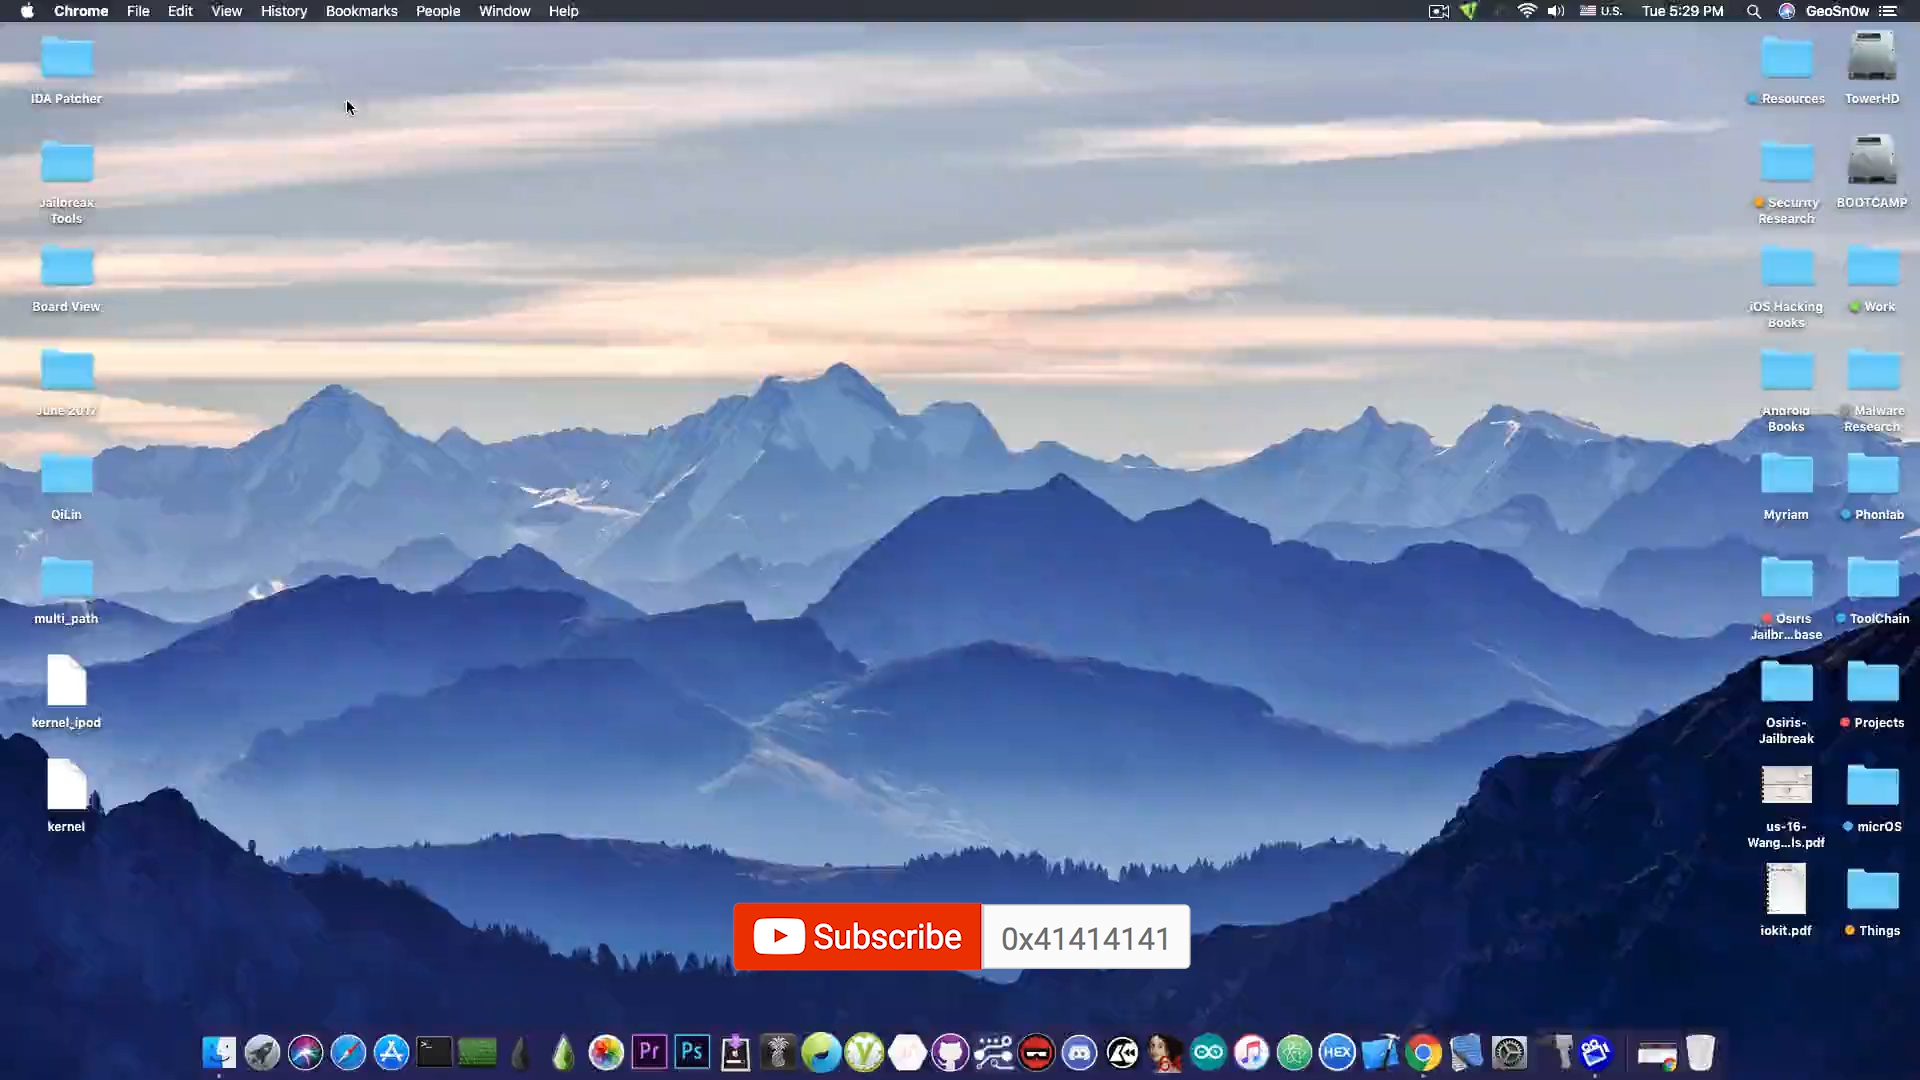 Chrome File Edit View History Bookmarks People Window Help
U.S. Tue 5:29 PM GeoSn0w
IDA Patcher
Jailbreak
Tools
Board View
June 2017
QiLin
multi_path
kernel_ipod
kernel
Resources
TowerHD
Security
Research
BOOTCAMP
iOS Hacking
Books
Work
Android
Books
Malware
Research
Myriam
Phonlab
Osiris
Jailbr...base
ToolChain
Osiris-
Jailbreak
Projects
us-16-
Wang...ls.pdf
micrOS
iokit.pdf
Things
Subscribe 0x41414141
Pr Ps HEX